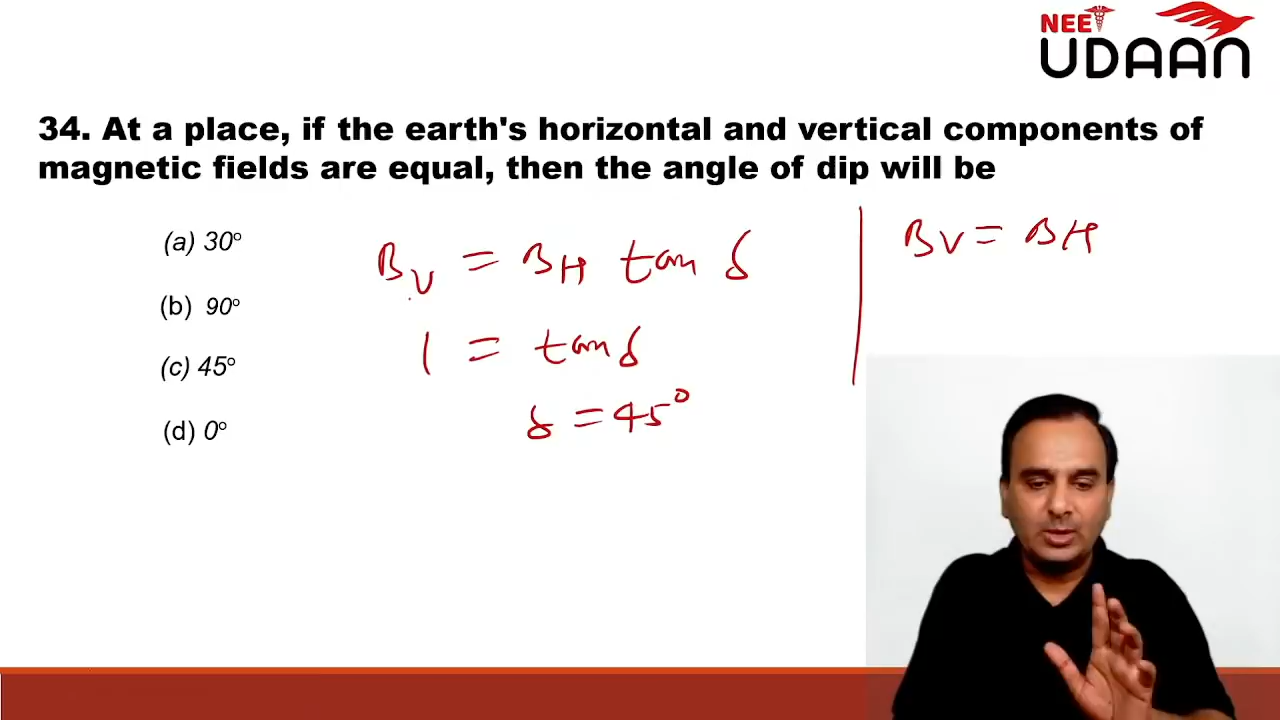 NEET
UDAAN
34. At a place, if the earth's horizontal and vertical components of
magnetic fields are equal, then the angle of dip will be
(a) 30°
(b) 90°
(c) 45°
(d) 0°
BV = BH tan δ
1 = tan δ
δ = 45°
BV = BH